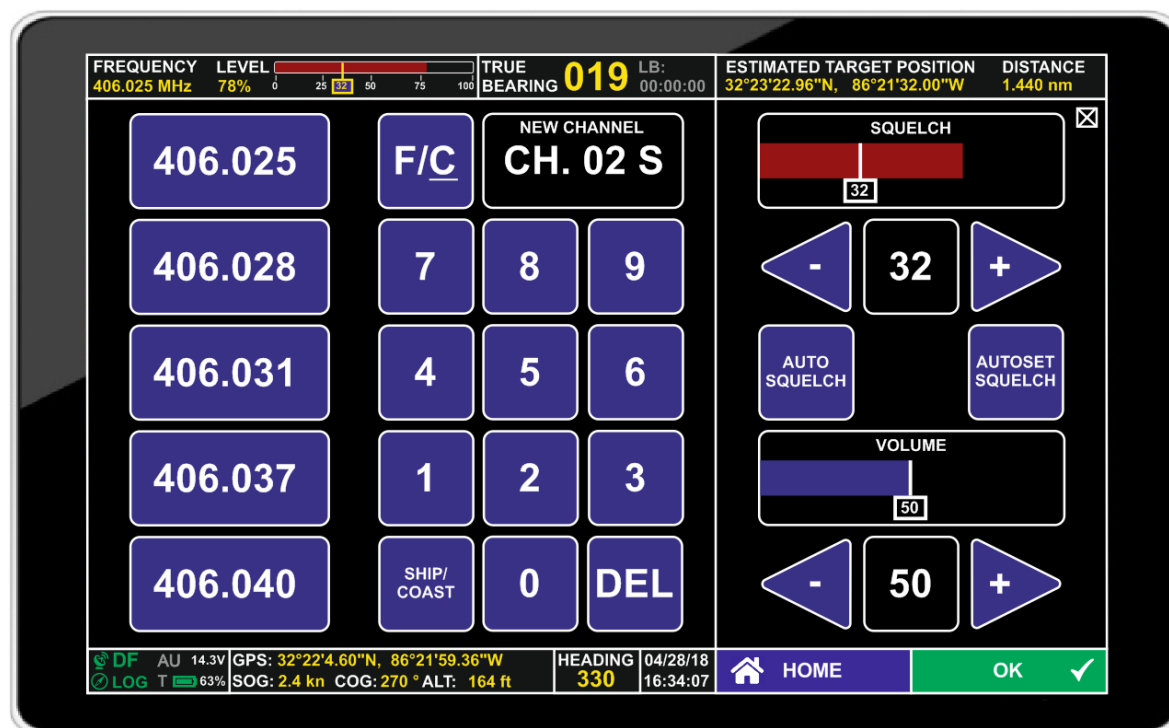 FREQUENCY LEVEL
406.025 MHz 78% 0 25 32 50 75 100
TRUE BEARING 019 LB: 00:00:00
ESTIMATED TARGET POSITION DISTANCE
32°23'22.96"N, 86°21'32.00"W 1.440 nm
406.025 F/C NEW CHANNEL
CH. 02 S
406.028 7 8 9
406.031 4 5 6
406.037 1 2 3
406.040 SHIP/
COAST 0 DEL
SQUELCH
32
- 32 +
AUTO
SQUELCH
AUTOSET
SQUELCH
VOLUME
50
- 50 +
DF AU 14.3V GPS: 32°22'4.60"N, 86°21'59.36"W
LOG T 63% SOG: 2.4 kn COG: 270 ° ALT: 164 ft
HEADING
330
04/28/18
16:34:07
HOME OK